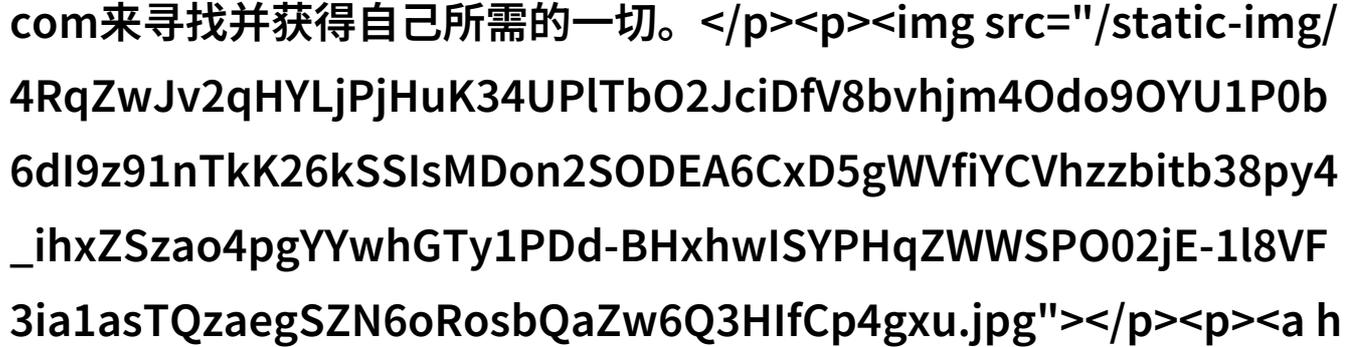 com来寻找并获得自己所需的一切。</p><p><img src="/static-img/
4RqZwJv2qHYLjPjHuK34UPlTbO2JciDfV8bvhjm4Odo9OYU1P0b
6dI9z91nTkK26kSSIsMDon2SODEA6CxD5gWVfiYCVhzzbitb38py4
_ihxZSzao4pgYYwhGTy1PDd-BHxhwISYPHqZWWSPO02jE-1l8VF
3ia1asTQzaegSZN6oRosbQaZw6Q3HIfCp4gxu.jpg"></p><p><a h